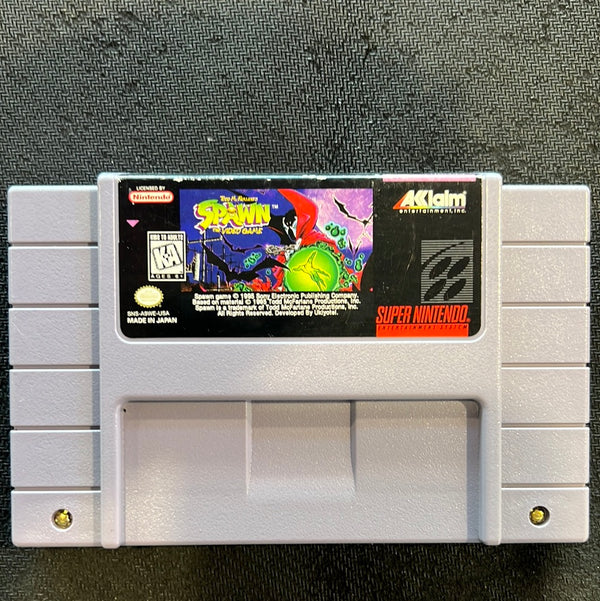 LICENSED BY
Nintendo
KIDS TO ADULTS
K-A
AGES 6+
SNS-A9WE-USA
MADE IN JAPAN
TODD McFARLANE'S
SPAWN™
THE VIDEO GAME
Spawn game © 1995 Sony Electronic Publishing Company.
Based on material © 1995 Todd McFarlane Productions, Inc.
Spawn is a trademark of Todd McFarlane Productions, Inc.
All Rights Reserved. Developed By Ukiyotei.
AKlaim
entertainment, inc.
SUPER NINTENDO
ENTERTAINMENT SYSTEM